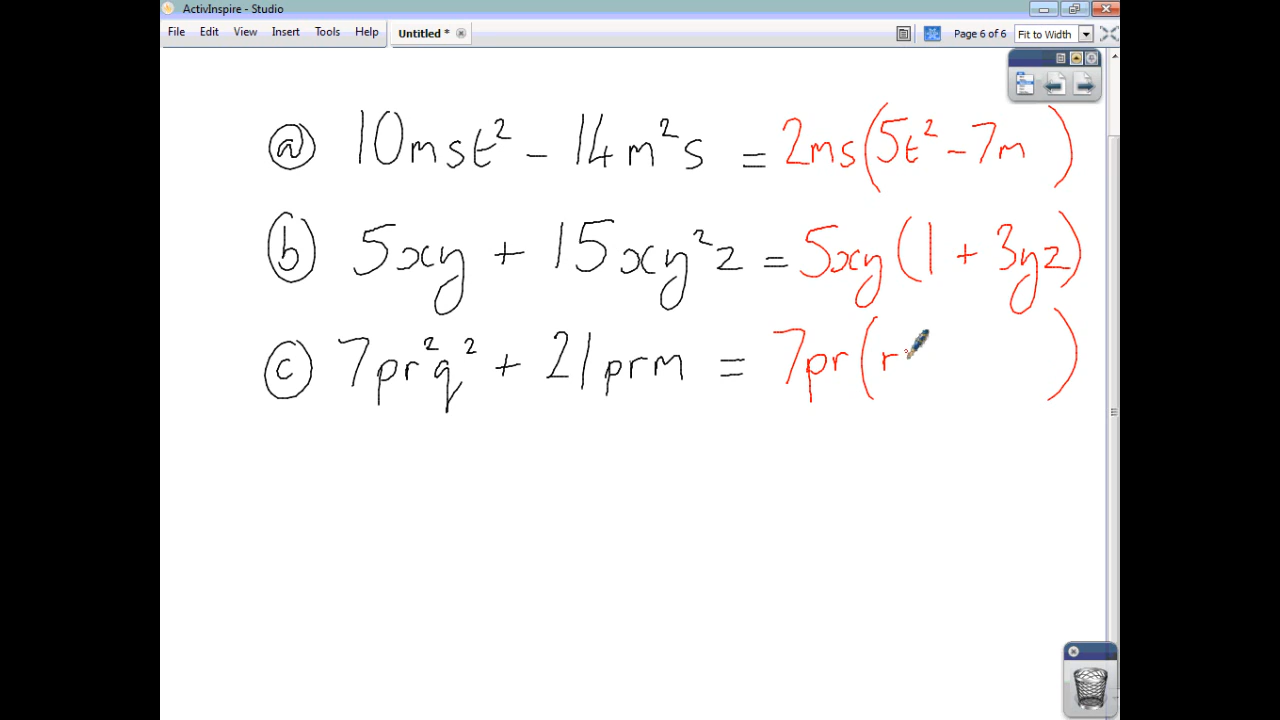 ActivInspire - Studio
File Edit View Insert Tools Help Untitled * Page 6 of 6 Fit to Width
ⓐ 10mst² - 14m²s = 2ms(5t² - 7m)
ⓑ 5xy + 15xy²z = 5xy(1 + 3yz)
ⓒ 7pr²q² + 21prm = 7pr(r )